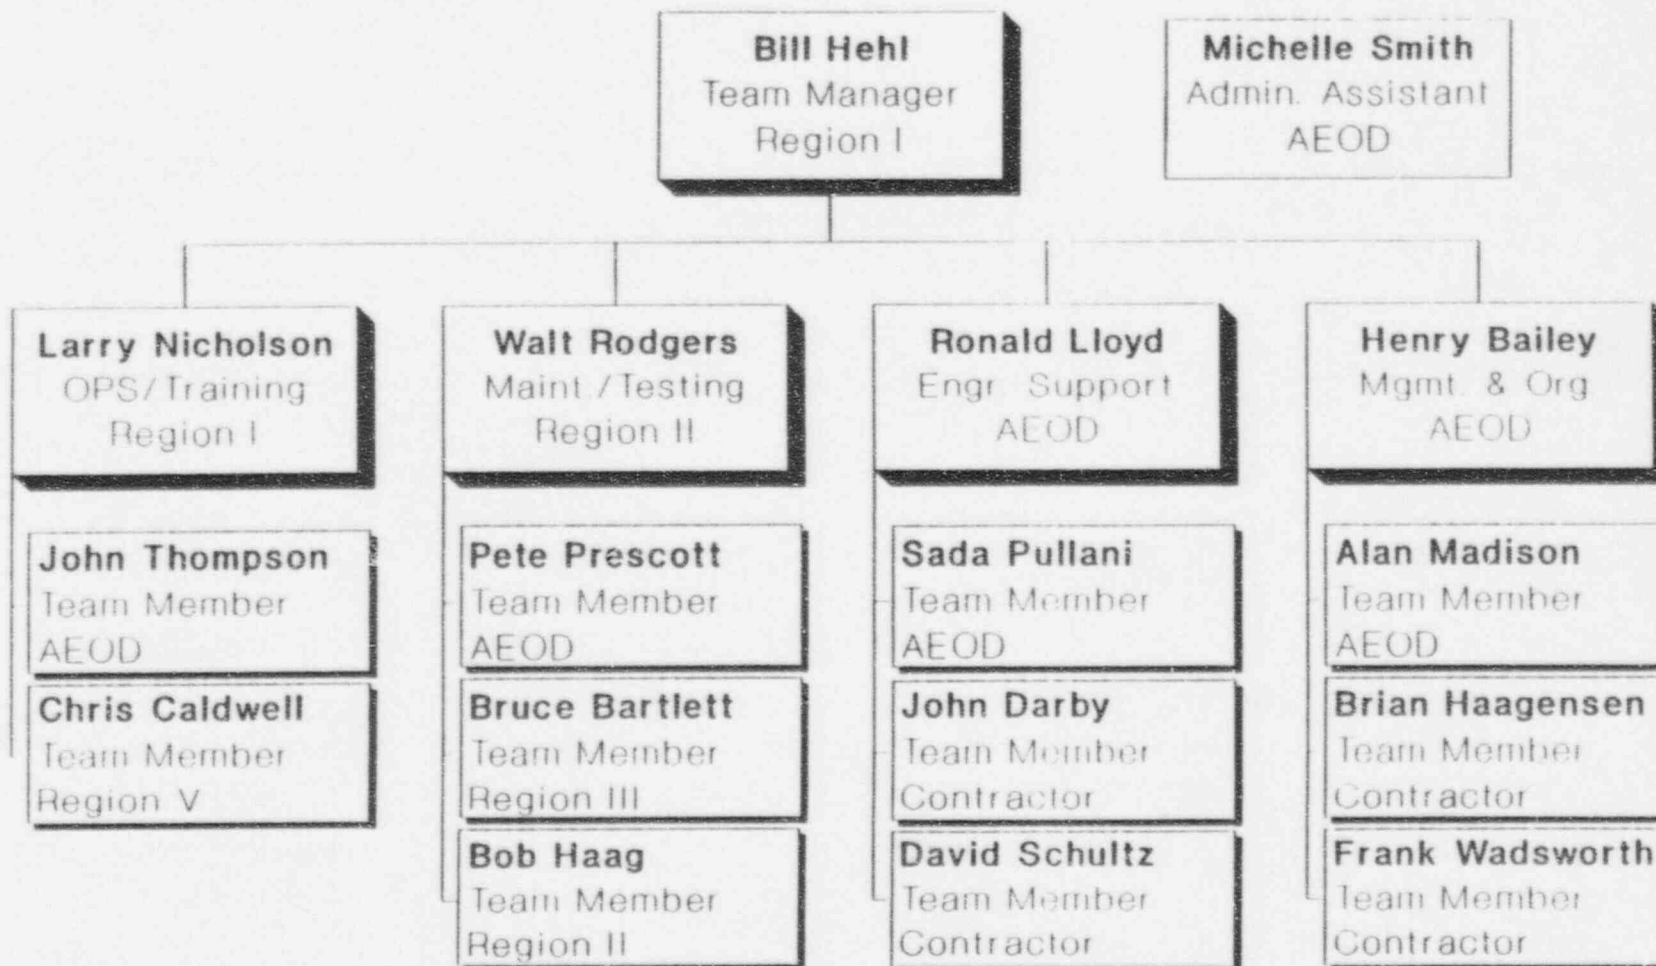 Bill Hehl
Team Manager
Region I
Michelle Smith
Admin. Assistant
AEOD
Larry Nicholson
OPS/Training
Region I
Walt Rodgers
Maint./Testing
Region II
Ronald Lloyd
Engr. Support
AEOD
Henry Bailey
Mgmt. & Org
AEOD
John Thompson
Team Member
AEOD
Chris Caldwell
Team Member
Region V
Pete Prescott
Team Member
AEOD
Bruce Bartlett
Team Member
Region III
Bob Haag
Team Member
Region II
Sada Pullani
Team Member
AEOD
John Darby
Team Member
Contractor
David Schultz
Team Member
Contractor
Alan Madison
Team Member
AEOD
Brian Haagensen
Team Member
Contractor
Frank Wadsworth
Team Member
Contractor